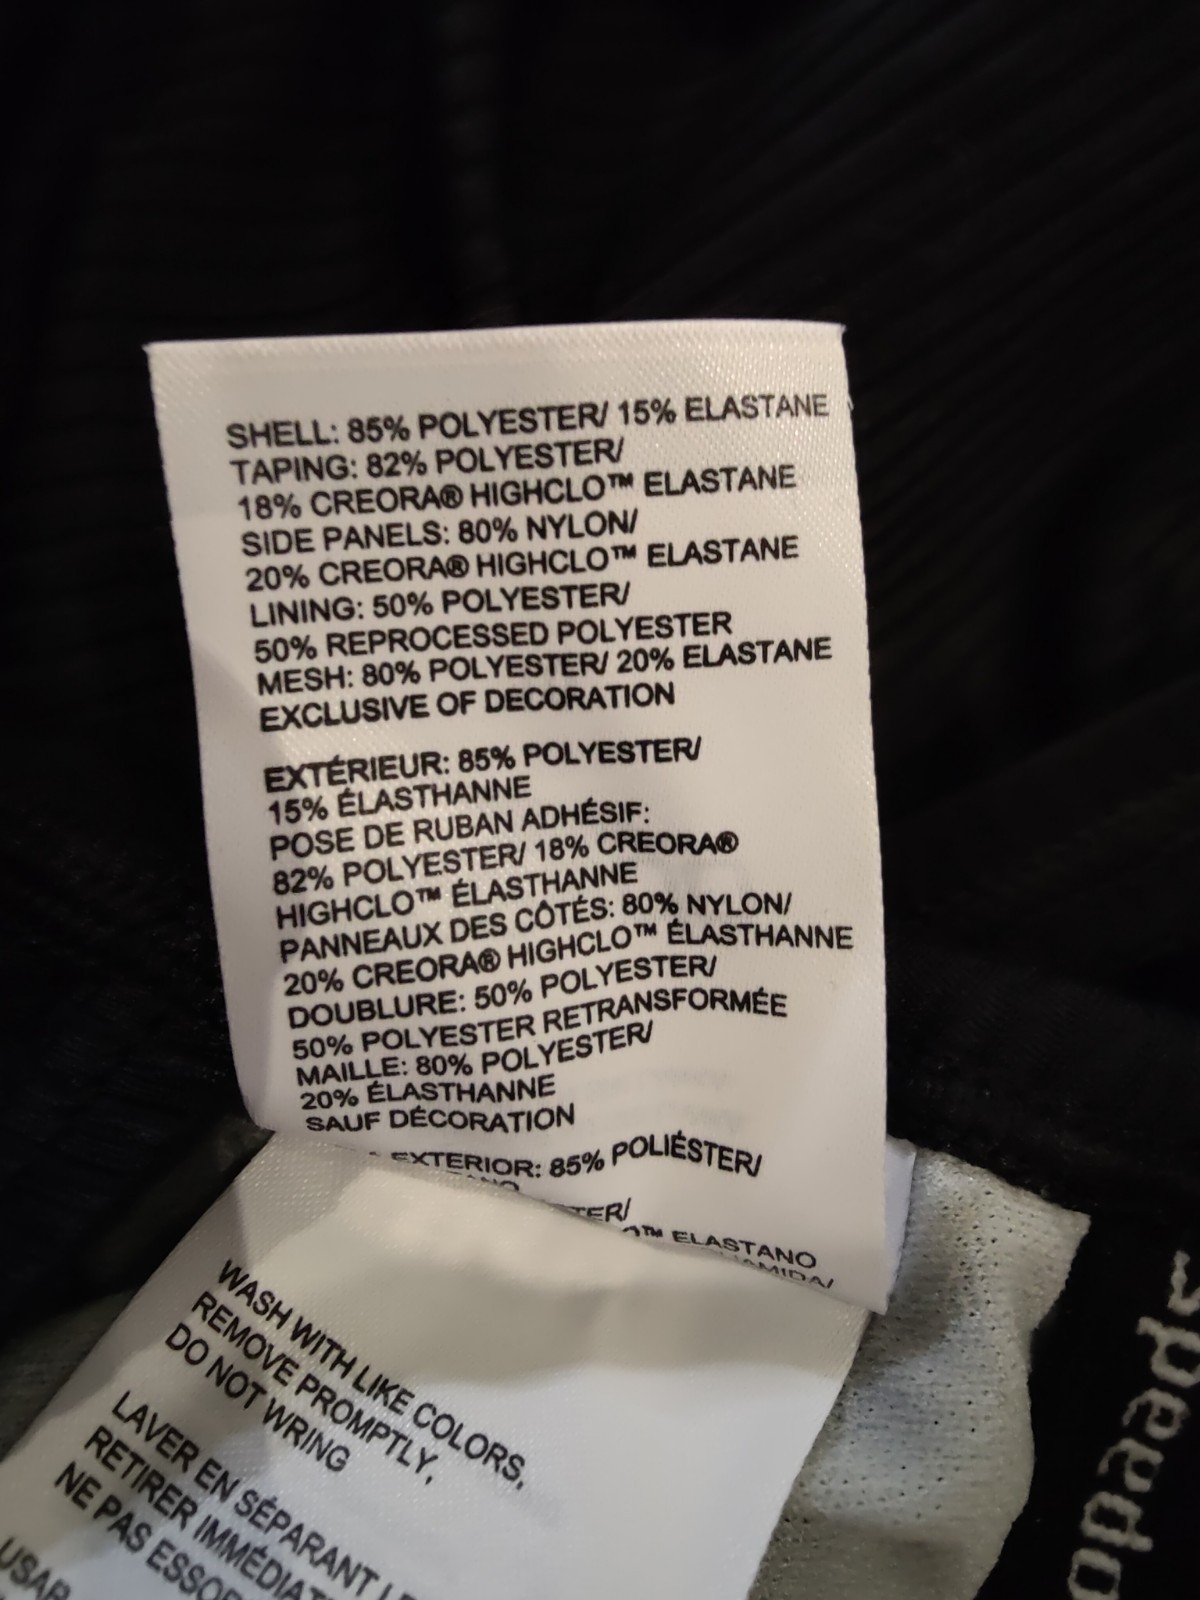 SHELL: 85% POLYESTER/ 15% ELASTANE
TAPING: 82% POLYESTER/
18% CREORA® HIGHCLO™ ELASTANE
SIDE PANELS: 80% NYLON/
20% CREORA® HIGHCLO™ ELASTANE
LINING: 50% POLYESTER/
50% REPROCESSED POLYESTER
MESH: 80% POLYESTER/ 20% ELASTANE
EXCLUSIVE OF DECORATION
EXTÉRIEUR: 85% POLYESTER/
15% ÉLASTHANNE
POSE DE RUBAN ADHÉSIF:
82% POLYESTER/ 18% CREORA®
HIGHCLO™ ÉLASTHANNE
PANNEAUX DES CÔTÉS: 80% NYLON/
20% CREORA® HIGHCLO™ ÉLASTHANNE
DOUBLURE: 50% POLYESTER/
50% POLYESTER RETRANSFORMÉE
MAILLE: 80% POLYESTER/
20% ÉLASTHANNE
SAUF DÉCORATION
EXTERIOR: 85% POLIÉSTER/
TER/
™ ELASTANO
WASH WITH LIKE COLORS,
REMOVE PROMPTLY,
DO NOT WRING
LAVER EN SÉPARANT
RETIRER
NE PAS